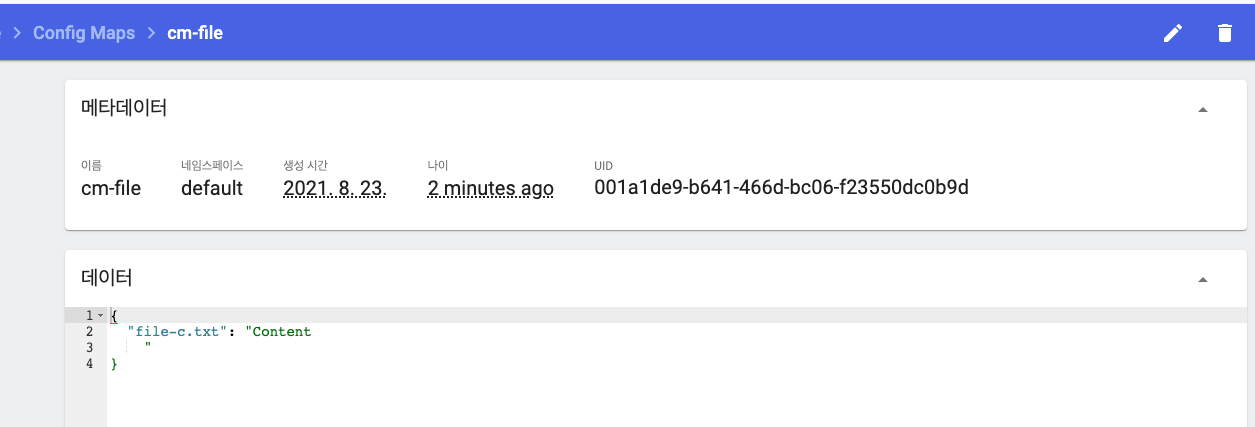 > Config Maps > cm-file
메타데이터
이름 네임스페이스 생성 시간 나이 UID
cm-file default 2021. 8. 23. 2 minutes ago 001a1de9-b641-466d-bc06-f23550dc0b9d
데이터
1 {
2 "file-c.txt": "Content
3 "
4 }